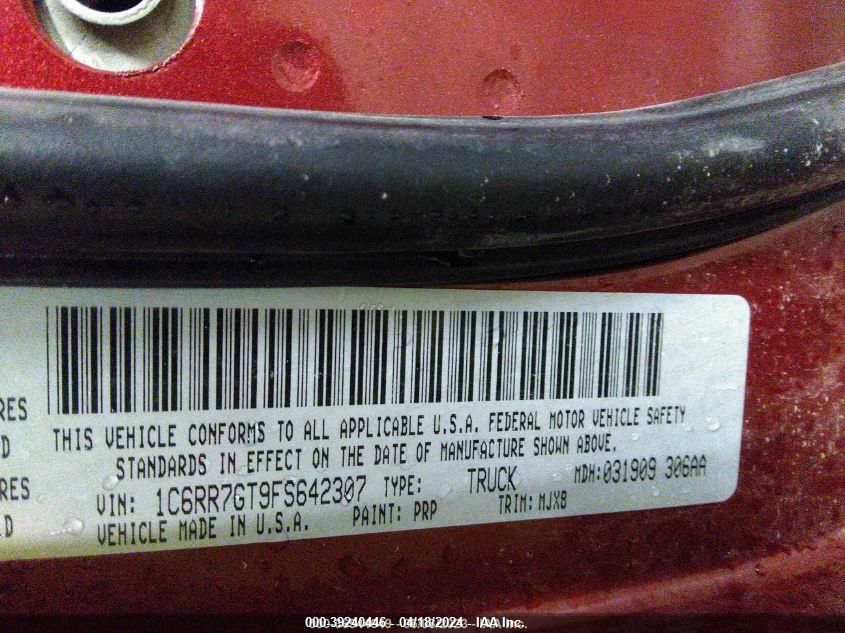 RES
D
RES
D
THIS VEHICLE CONFORMS TO ALL APPLICABLE U.S.A. FEDERAL MOTOR VEHICLE SAFETY
STANDARDS IN EFFECT ON THE DATE OF MANUFACTURE SHOWN ABOVE.
VIN: 1C6RR7GT9FS642307 TYPE: TRUCK MDH: 031909 306AA
VEHICLE MADE IN U.S.A. PAINT: PRP TRIM: MJX8
000-39240446 - 04/18/2024 - IAA Inc.